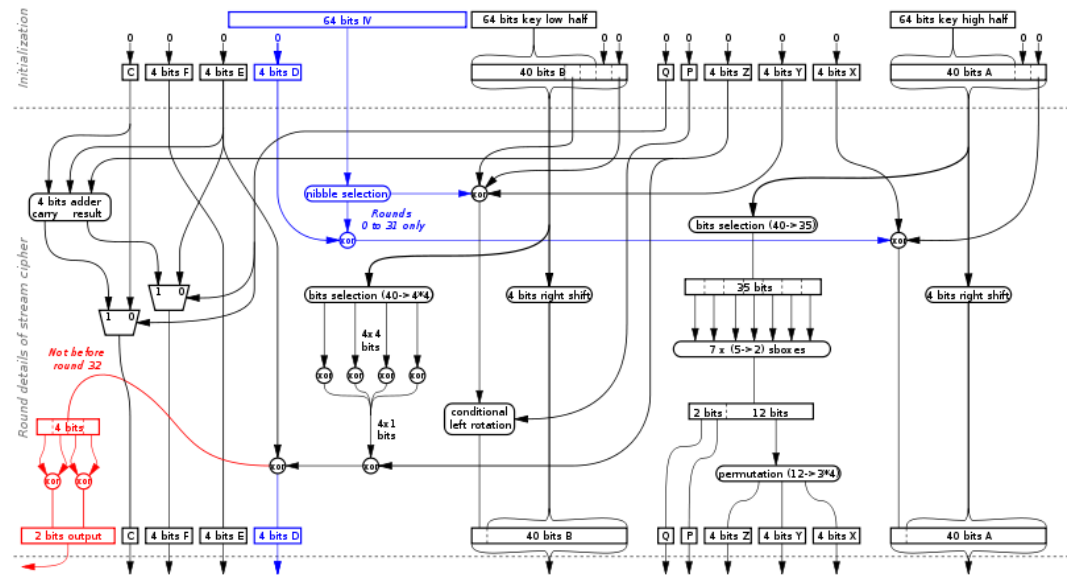 Initialization
64 bits IV
64 bits key low half
64 bits key high half
0 0 0 0 0 0 0 0 0 0 0 0 0
C
4 bits F
4 bits E
4 bits D
40 bits B
Q
P
4 bits Z
4 bits Y
4 bits X
40 bits A
Round details of stream cipher
4 bits adder
carry result
nibble selection
xor
Rounds
0 to 31 only
xor
bits selection (40->35)
xor
1 0
1 0
bits selection (40->4*4
4 bits right shift
35 bits
4 bits right shift
4x4
bits
7 x (5->2) sboxes
Not before
round 32
xor
xor
xor
xor
4 bits
conditional
left rotation
2 bits
12 bits
4x1
bits
xor
xor
permutation (12->3*4)
xor
xor
2 bits output
C
4 bits F
4 bits E
4 bits D
40 bits B
Q
P
4 bits Z
4 bits Y
4 bits X
40 bits A